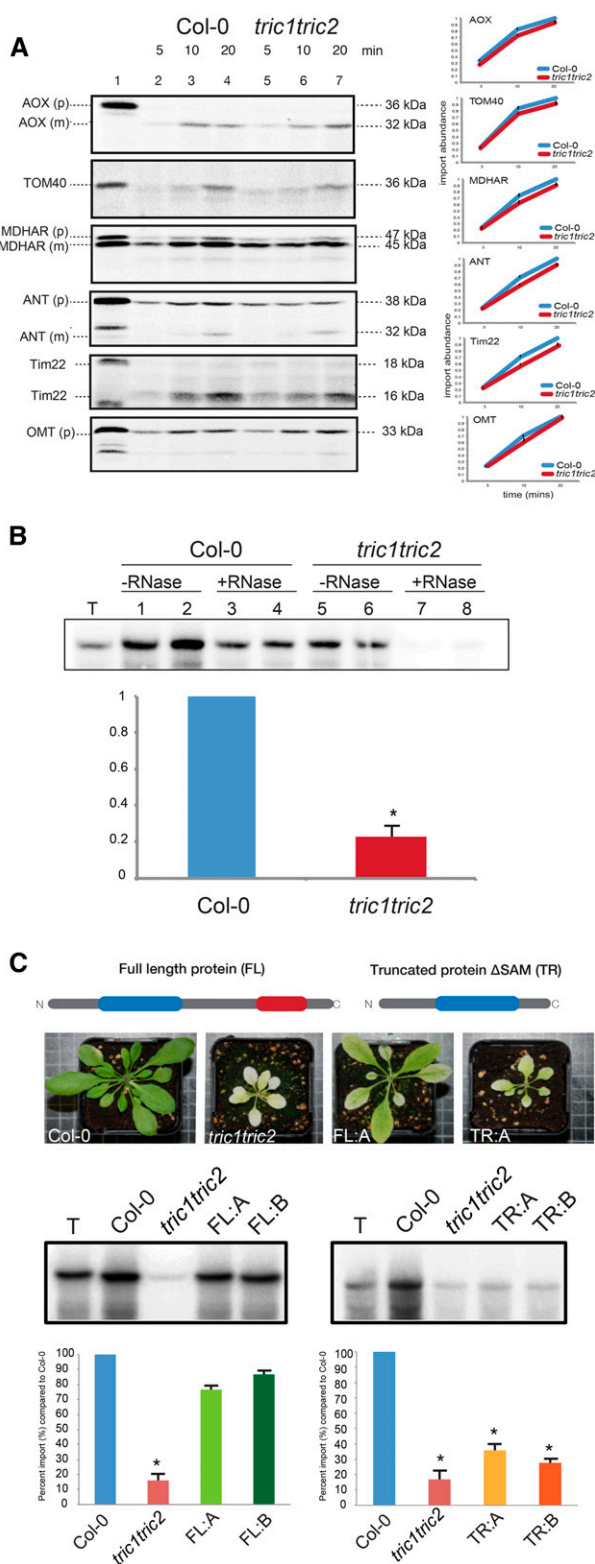 A
Col-0 tric1tric2
5 10 20 5 10 20 min
1 2 3 4 5 6 7
AOX (p) 36 kDa
AOX (m) 32 kDa
TOM40 36 kDa
MDHAR (p) 47 kDa
MDHAR (m) 45 kDa
ANT (p) 38 kDa
ANT (m) 32 kDa
Tim22 18 kDa
Tim22 16 kDa
OMT (p) 33 kDa
AOX
Col-0
tric1tric2
TOM40
Col-0
tric1tric2
import abundance
MDHAR
Col-0
tric1tric2
ANT
Col-0
tric1tric2
Tim22
Col-0
tric1tric2
import abundance
OMT
Col-0
tric1tric2
5 10 20
time (mins)
B
Col-0 tric1tric2
-RNase +RNase -RNase +RNase
T 1 2 3 4 5 6 7 8
1
0.8
0.6
0.4
0.2
0
*
Col-0 tric1tric2
C
Full length protein (FL) Truncated protein ΔSAM (TR)
N C N C
Col-0 tric1tric2 FL:A TR:A
T Col-0 tric1tric2 FL:A FL:B
T Col-0 tric1tric2 TR:A TR:B
Percent import (%) compared to Col-0
100
90
80
70
60
50
40
30
20
10
0
*
Col-0 tric1tric2 FL:A FL:B
Percent import (%) compared to Col-0
100
90
80
70
60
50
40
30
20
10
0
* * *
Col-0 tric1tric2 TR:A TR:B